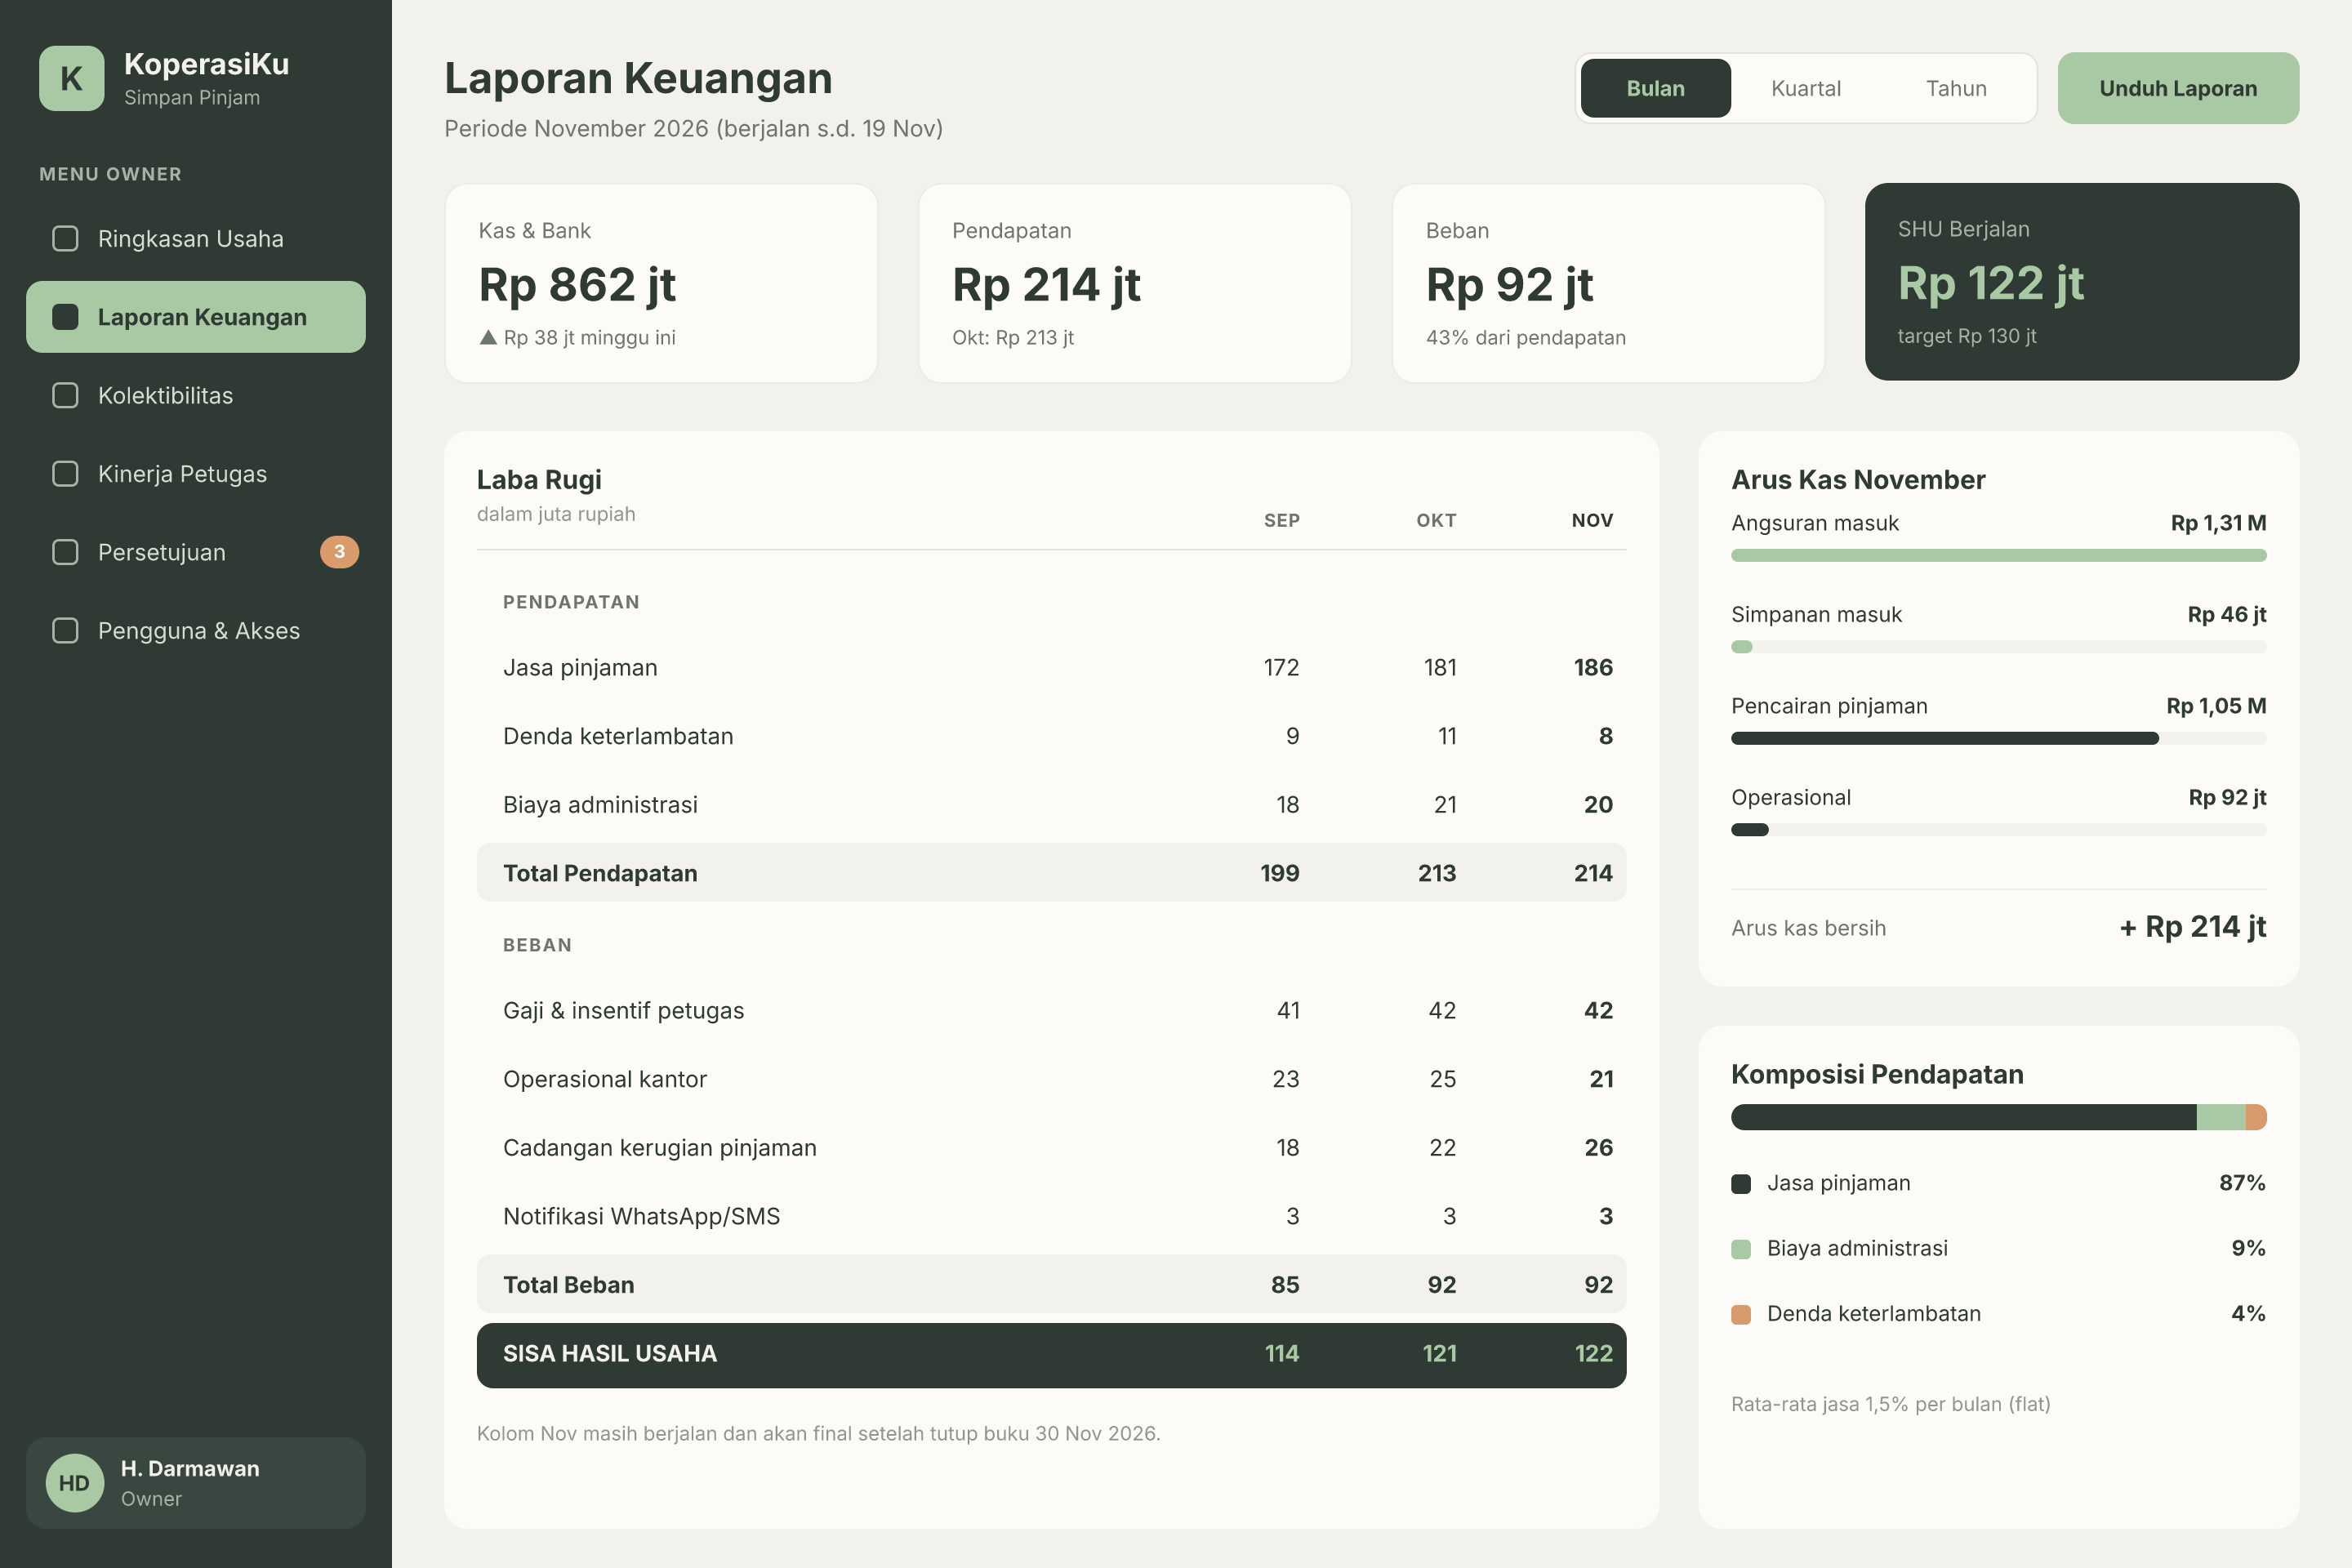 K
KoperasiKu
Simpan Pinjam
MENU OWNER
Ringkasan Usaha
Laporan Keuangan
Kolektibilitas
Kinerja Petugas
Persetujuan 3
Pengguna & Akses
HD
H. Darmawan
Owner
Laporan Keuangan
Periode November 2026 (berjalan s.d. 19 Nov)
Bulan Kuartal Tahun
Unduh Laporan
Kas & Bank
Rp 862 jt
▲ Rp 38 jt minggu ini
Pendapatan
Rp 214 jt
Okt: Rp 213 jt
Beban
Rp 92 jt
43% dari pendapatan
SHU Berjalan
Rp 122 jt
target Rp 130 jt
Laba Rugi
dalam juta rupiah
SEP OKT NOV
PENDAPATAN
Jasa pinjaman 172 181 186
Denda keterlambatan 9 11 8
Biaya administrasi 18 21 20
Total Pendapatan 199 213 214
BEBAN
Gaji & insentif petugas 41 42 42
Operasional kantor 23 25 21
Cadangan kerugian pinjaman 18 22 26
Notifikasi WhatsApp/SMS 3 3 3
Total Beban 85 92 92
SISA HASIL USAHA 114 121 122
Kolom Nov masih berjalan dan akan final setelah tutup buku 30 Nov 2026.
Arus Kas November
Angsuran masuk Rp 1,31 M
Simpanan masuk Rp 46 jt
Pencairan pinjaman Rp 1,05 M
Operasional Rp 92 jt
Arus kas bersih + Rp 214 jt
Komposisi Pendapatan
Jasa pinjaman 87%
Biaya administrasi 9%
Denda keterlambatan 4%
Rata-rata jasa 1,5% per bulan (flat)